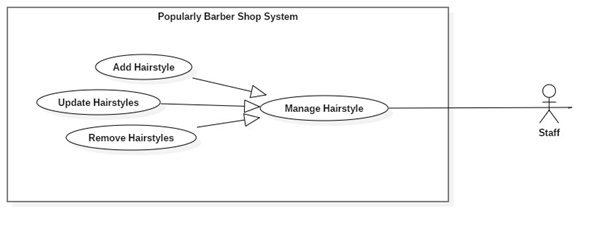 Popularly Barber Shop System
Add Hairstyle
Update Hairstyles
Manage Hairstyle
Remove Hairstyles
Staff